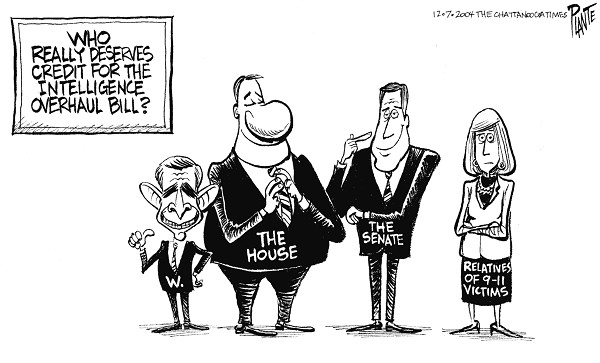 12·7·2004 THE CHATTANOOGA TIMES
PLANTE
WHO
REALLY DESERVES
CREDIT FOR THE
INTELLIGENCE
OVERHAUL BILL?
W.
THE
HOUSE
THE
SENATE
RELATIVES
OF 9-11
VICTIMS